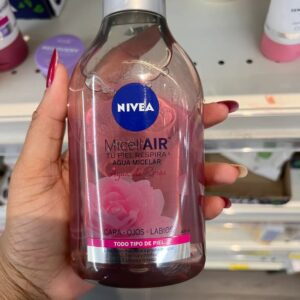 NIVEA
MicellAIR®
TU PIEL RESPIRA
AGUA MICELAR
CARA - OJOS - LABIOS
TODO TIPO DE PIEL